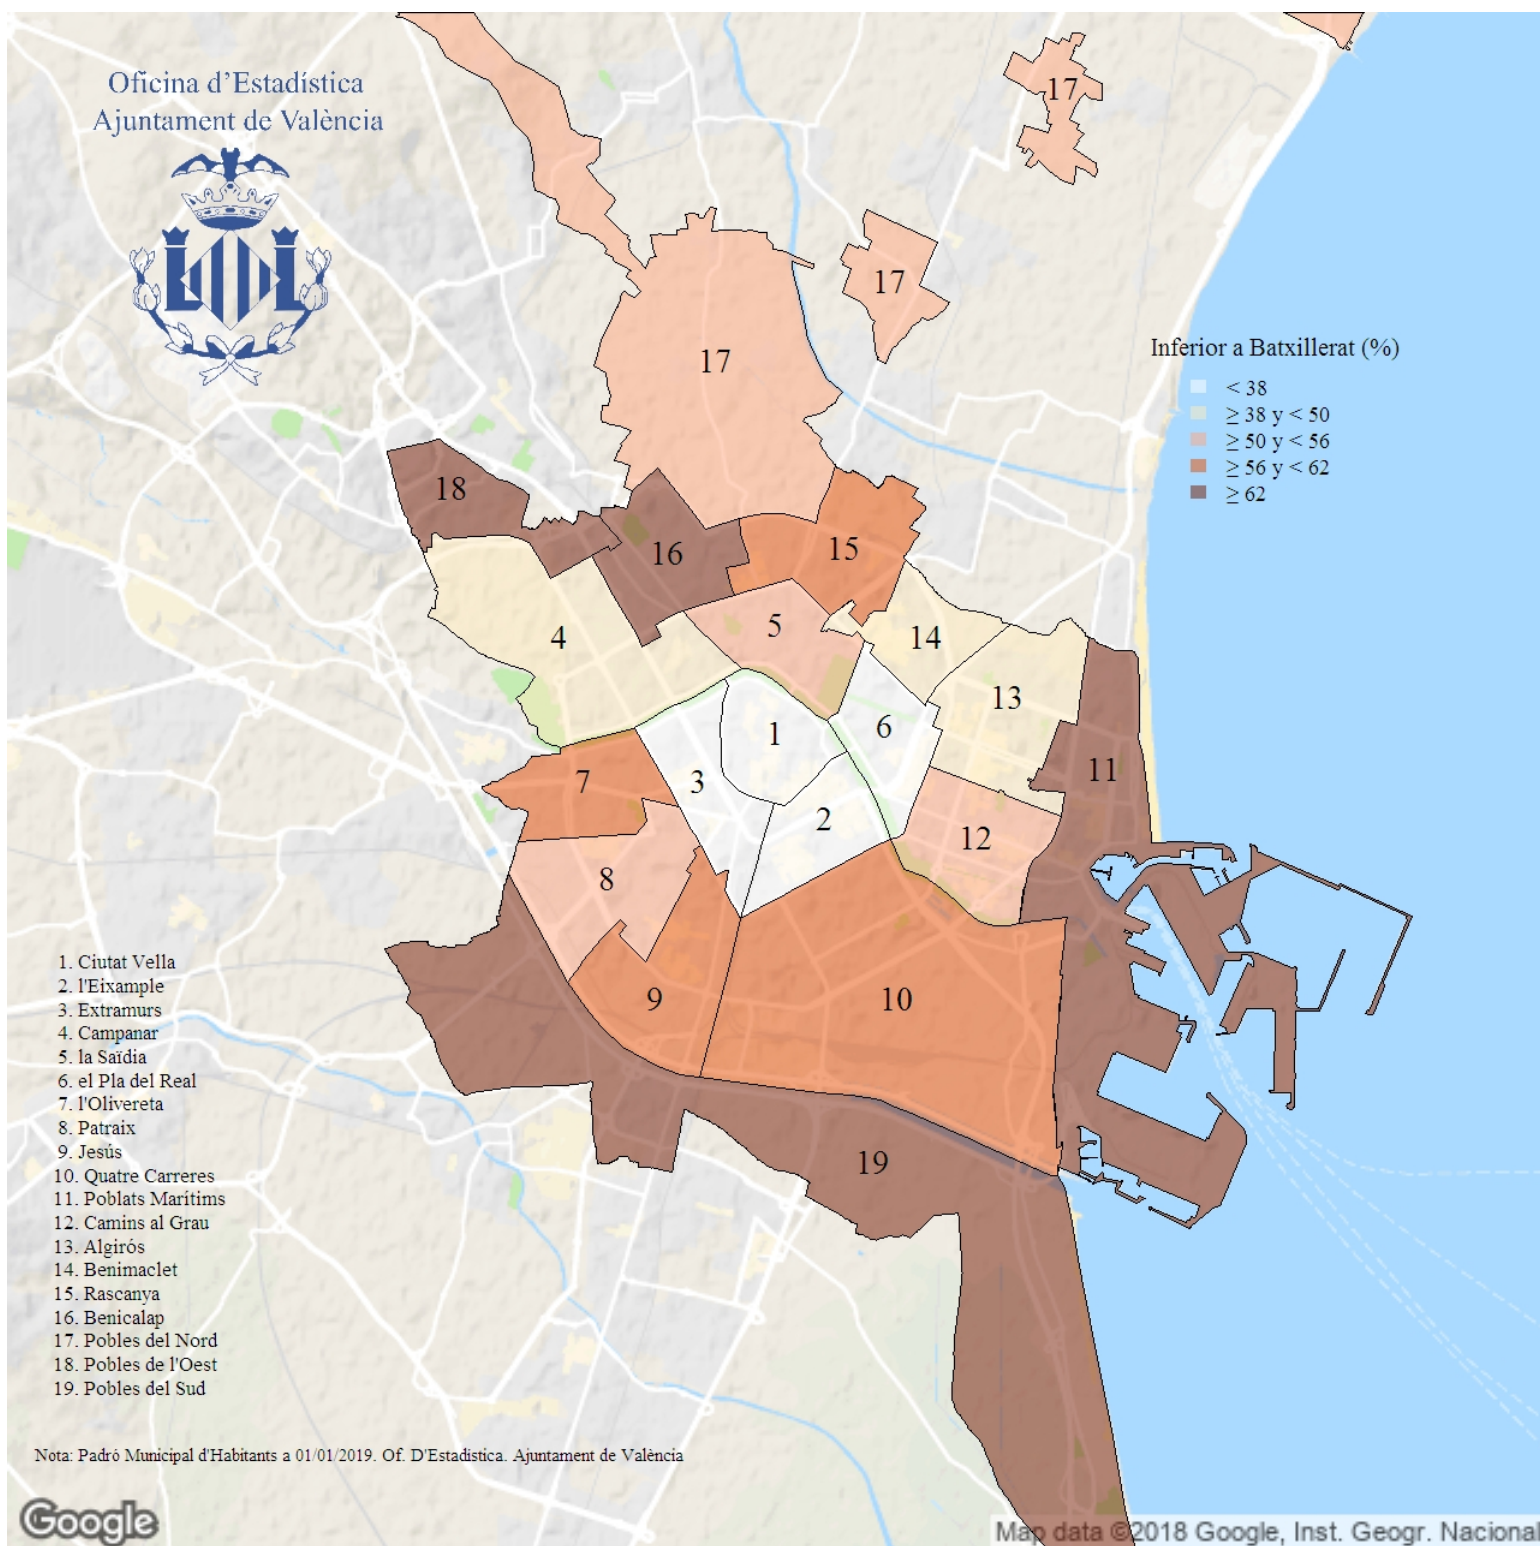 Oficina d'Estadística
Ajuntament de València
17
17
17
Inferior a Batxillerat (%)
< 38
≥ 38 y < 50
≥ 50 y < 56
≥ 56 y < 62
≥ 62
18
16
15
5
14
4
13
6
1
11
7
3
2
12
8
9
10
19
1. Ciutat Vella
2. l'Eixample
3. Extramurs
4. Campanar
5. la Saïdia
6. el Pla del Real
7. l'Olivereta
8. Patraix
9. Jesús
10. Quatre Carreres
11. Poblats Marítims
12. Camins al Grau
13. Algirós
14. Benimaclet
15. Rascanya
16. Benicalap
17. Pobles del Nord
18. Pobles de l'Oest
19. Pobles del Sud
Nota: Padró Municipal d'Habitants a 01/01/2019. Of. D'Estadística. Ajuntament de València
Google
Map data ©2018 Google, Inst. Geogr. Nacional